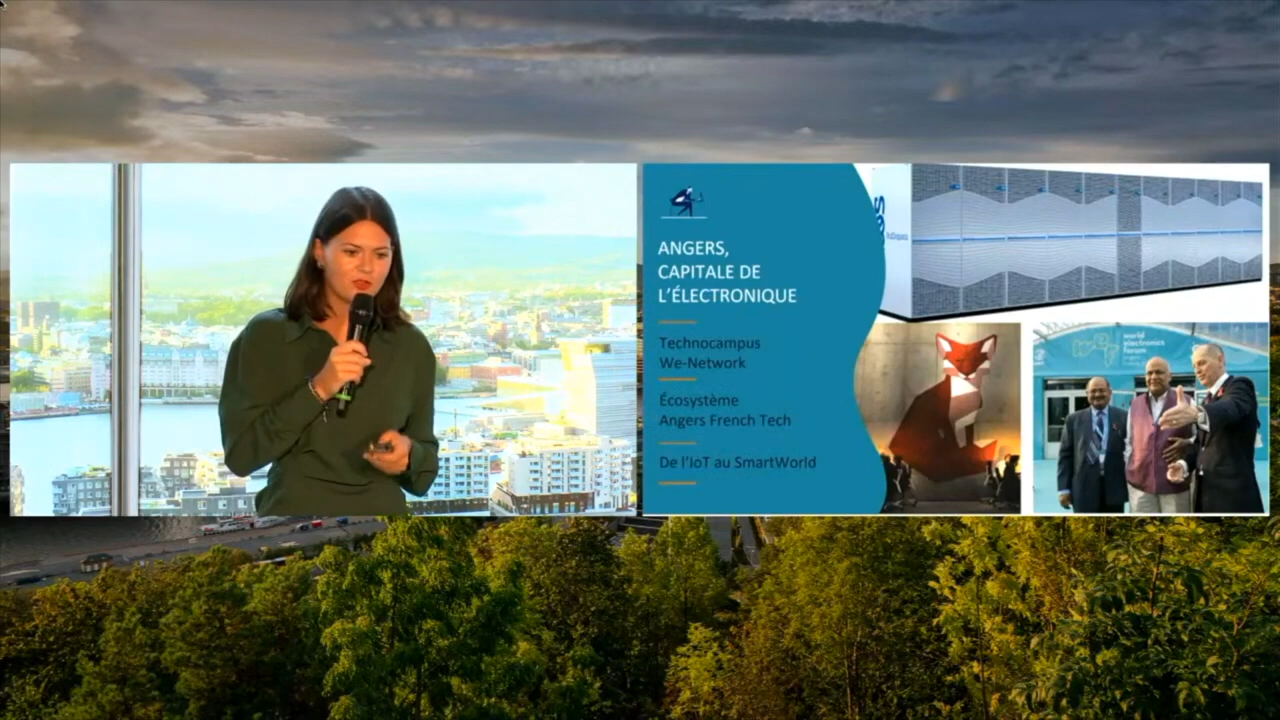 ANGERS,
CAPITALE DE
L'ÉLECTRONIQUE
Technocampus
We-Network
Écosystème
Angers French Tech
De l'IoT au SmartWorld
world
electronics
forum